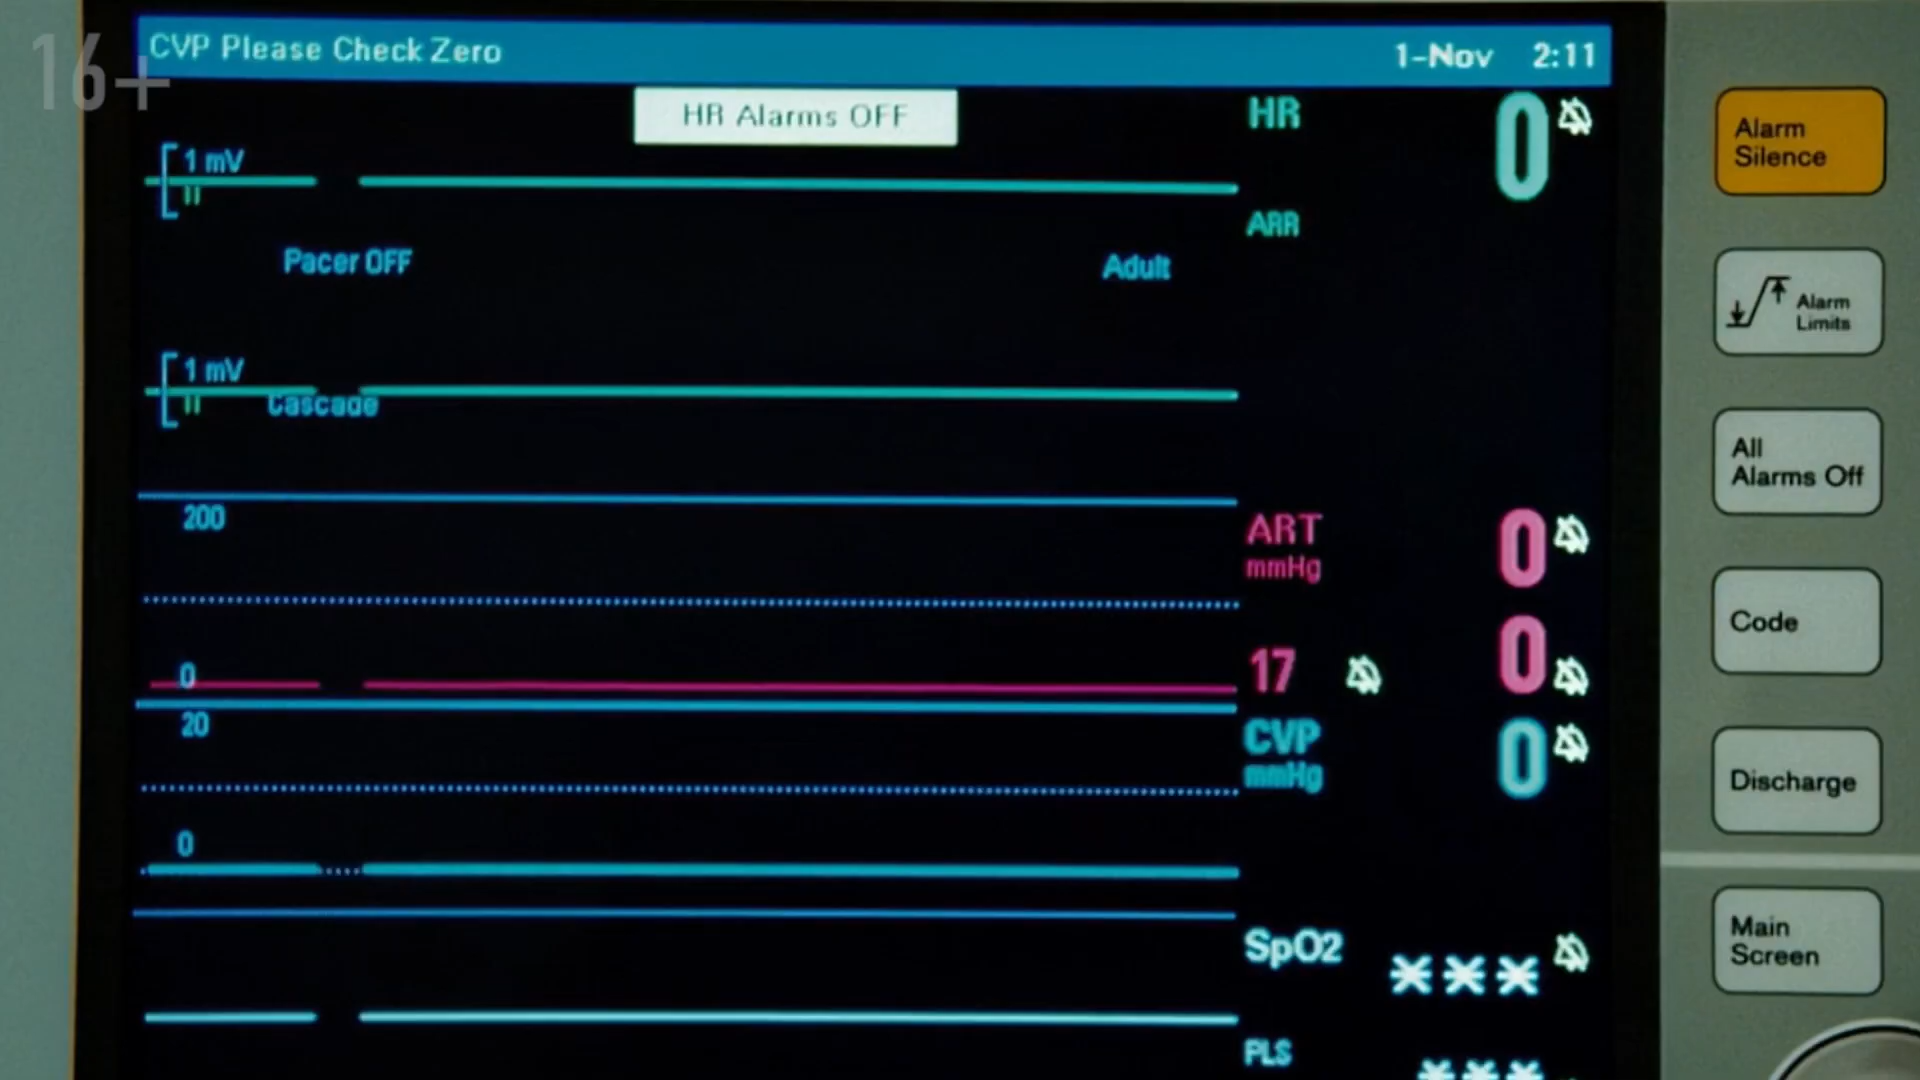 16+
CVP Please Check Zero
1-Nov 2:11
HR Alarms OFF
HR 0
1 mV
II
ARR
Pacer OFF
Adult
1 mV
II
Cascade
200
ART 0
mmHg
0
17 0
20
CVP 0
mmHg
0
SpO2 ***
PLS ***
Alarm
Silence
Alarm
Limits
All
Alarms Off
Code
Discharge
Main
Screen